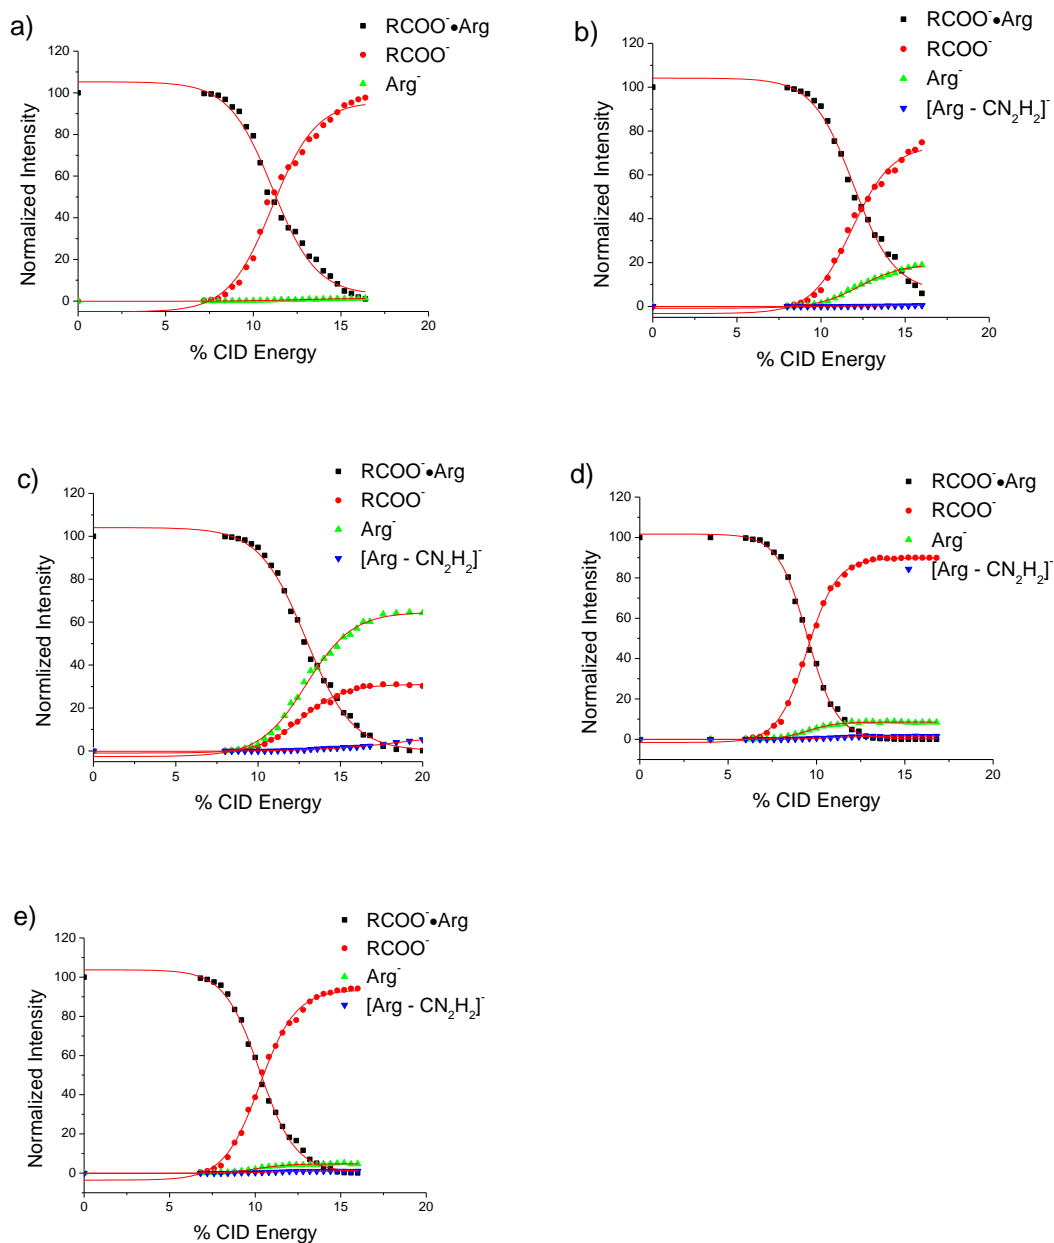 a)
RCOO⁻●Arg
RCOO⁻
Arg⁻
120
100
80
60
40
20
0
Normalized Intensity
0 5 10 15 20
% CID Energy
b)
RCOO⁻●Arg
RCOO⁻
Arg⁻
[Arg - CN₂H₂]⁻
120
100
80
60
40
20
0
Normalized Intensity
0 5 10 15 20
% CID Energy
c)
RCOO⁻●Arg
RCOO⁻
Arg⁻
[Arg - CN₂H₂]⁻
120
100
80
60
40
20
0
Normlized Intensity
0 5 10 15 20
% CID Energy
d)
RCOO⁻●Arg
RCOO⁻
Arg⁻
[Arg - CN₂H₂]⁻
120
100
80
60
40
20
0
Normalized Intensity
0 5 10 15 20
% CID Energy
e)
RCOO⁻●Arg
RCOO⁻
Arg⁻
[Arg - CN₂H₂]⁻
120
100
80
60
40
20
0
Normalized Intensity
0 5 10 15 20
% CID Energy